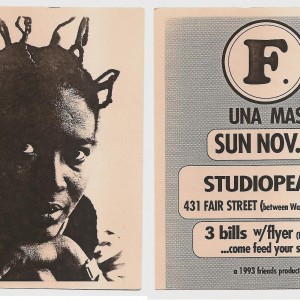 F.
UNA MAS
SUN NOV.
STUDIOPEA
431 FAIR STREET (between Wa
3 bills w/flyer (
...come feed your s
a 1993 friends product